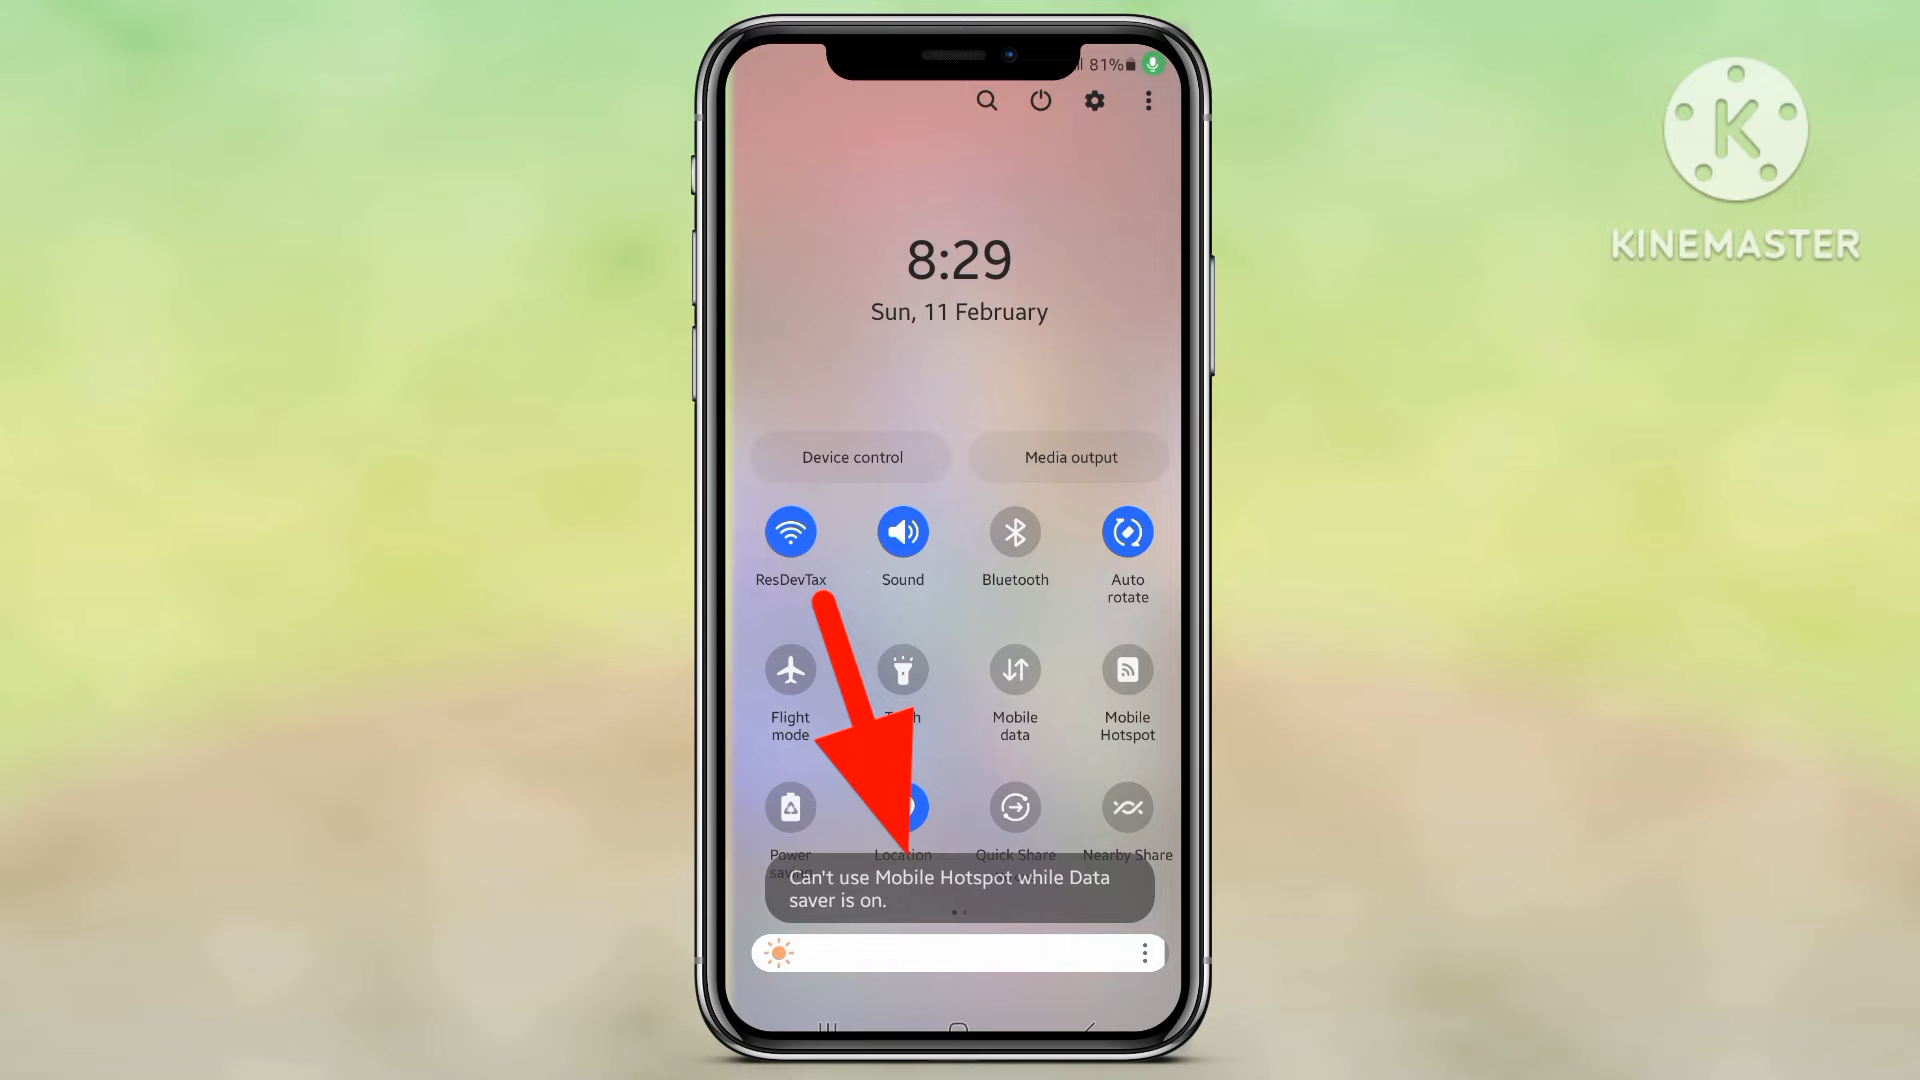 81%
KINEMASTER
8:29
Sun, 11 February
Device control
Media output
ResDevTax
Sound
Bluetooth
Auto
rotate
Flight
mode
Mobile
data
Mobile
Hotspot
Power
saving
Location
Quick Share
Nearby Share
Can't use Mobile Hotspot while Data
saver is on.